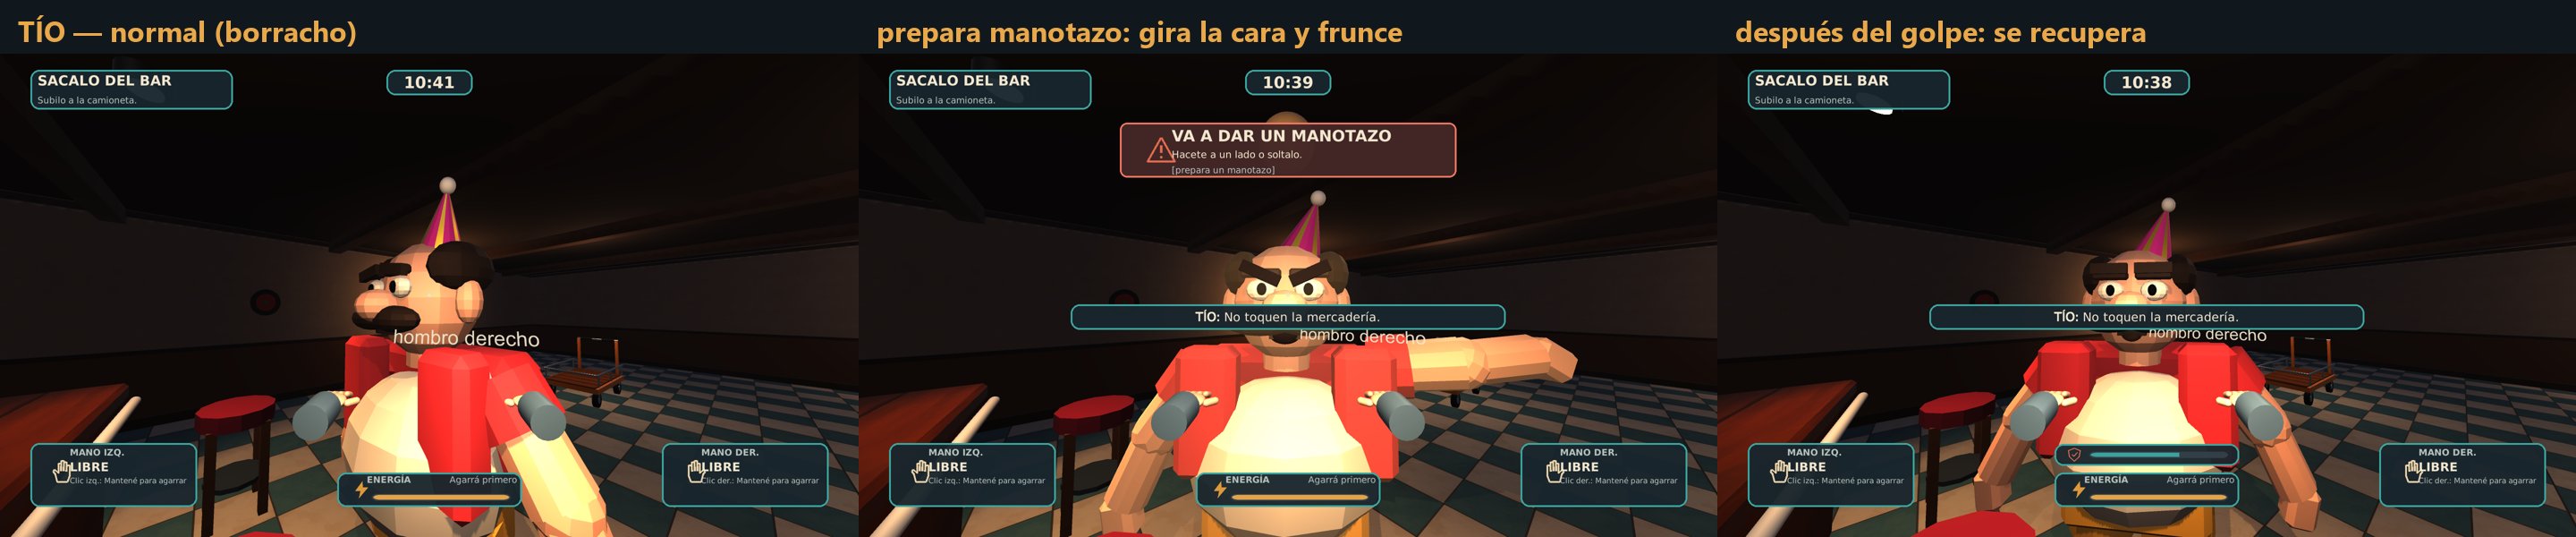 TÍO — normal (borracho)
SACALO DEL BAR
Subilo a la camioneta.
10:41
hombro derecho
MANO IZQ.
LIBRE
Clic izq.: Mantené para agarrar
ENERGÍA
Agarrá primero
MANO DER.
LIBRE
Clic der.: Mantené para agarrar
prepara manotazo: gira la cara y frunce
SACALO DEL BAR
Subilo a la camioneta.
10:39
VA A DAR UN MANOTAZO
Hacete a un lado o soltalo.
[prepara un manotazo]
TÍO: No toquen la mercadería.
hombro derecho
MANO IZQ.
LIBRE
Clic izq.: Mantené para agarrar
ENERGÍA
Agarrá primero
MANO DER.
LIBRE
Clic der.: Mantené para agarrar
después del golpe: se recupera
SACALO DEL BAR
Subilo a la camioneta.
10:38
TÍO: No toquen la mercadería.
hombro derecho
MANO IZQ.
LIBRE
Clic izq.: Mantené para agarrar
ENERGÍA
Agarrá primero
MANO DER.
LIBRE
Clic der.: Mantené para agarrar